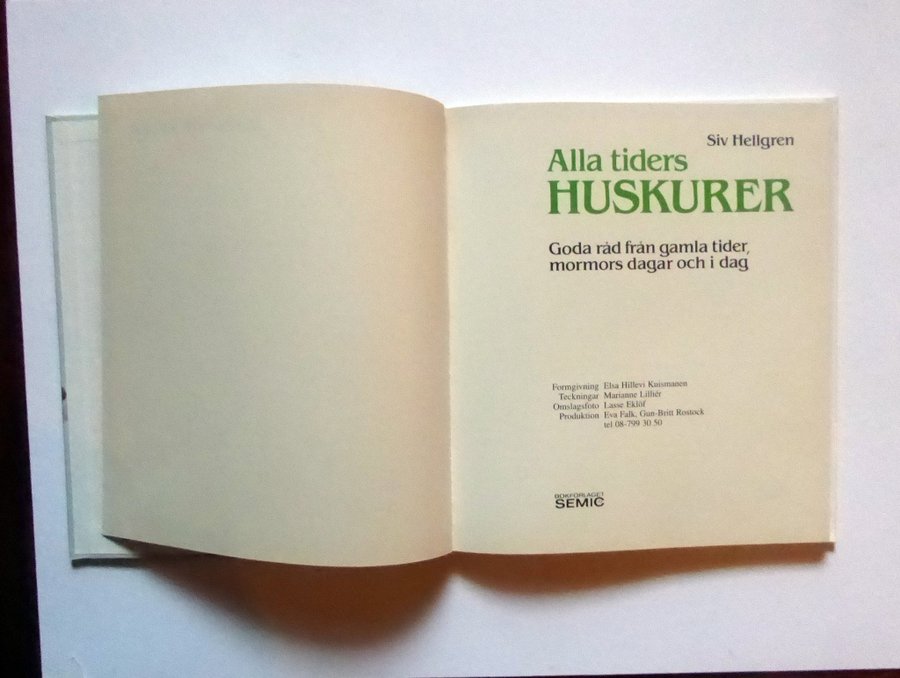 Siv Hellgren
Alla tiders
HUSKURER
Goda råd från gamla tider,
mormors dagar och i dag
Formgivning Elsa Hillevi Kuismanen
Teckningar Marianne Lilliér
Omslagsfoto Lasse Eklöf
Produktion Eva Falk, Gun-Britt Rostock
tel 08-799 30 50
BOKFÖRLAGET
SEMIC